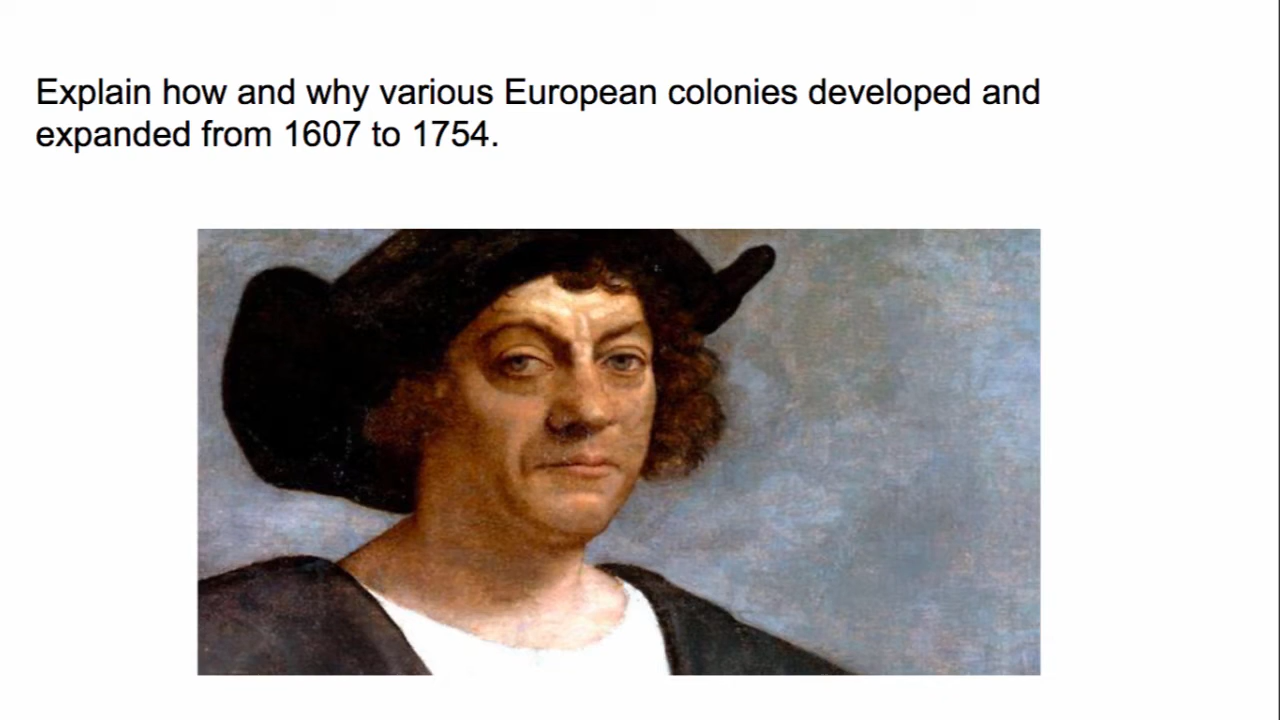 Explain how and why various European colonies developed and
expanded from 1607 to 1754.